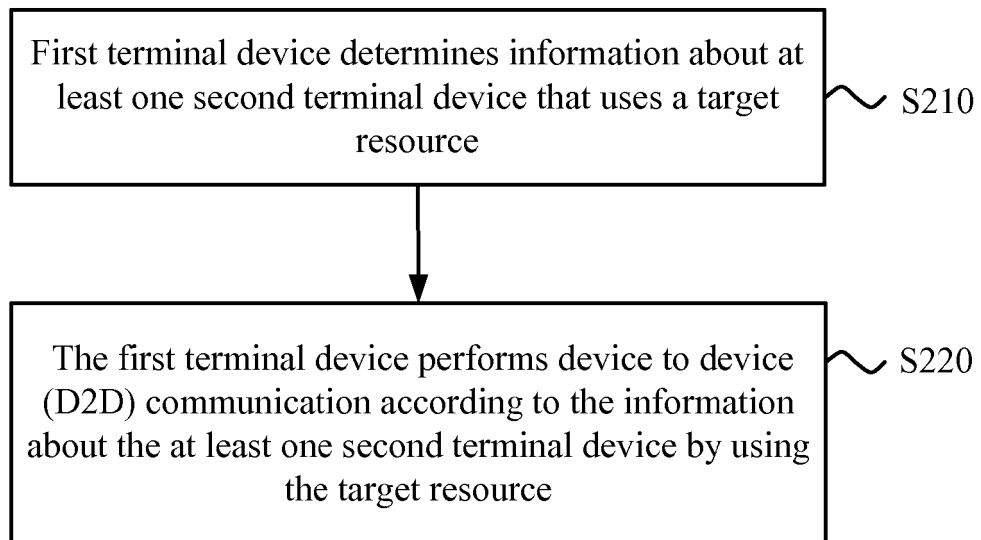 First terminal device determines information about at
least one second terminal device that uses a target
resource
S210
The first terminal device performs device to device
(D2D) communication according to the information
about the at least one second terminal device by using
the target resource
S220